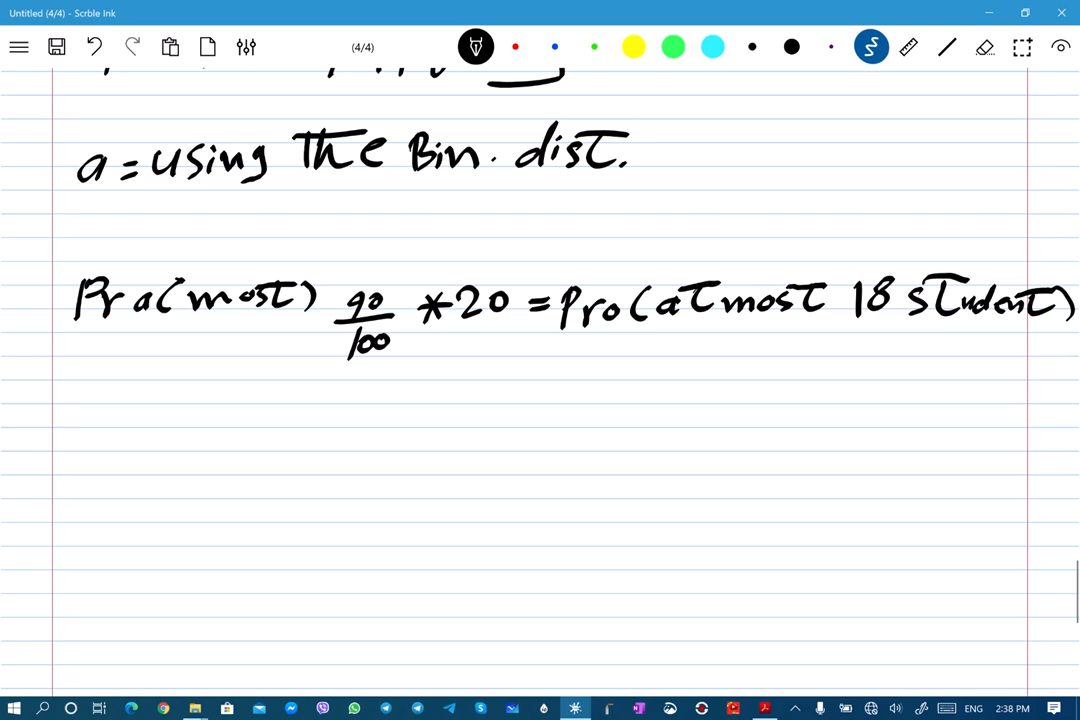 Untitled (4/4) - Scrble Ink
(4/4)
a = using The Bin. dist.
Pr a(most) 90/100 * 20 = Pro(at most 18 student)
ENG 2:38 PM